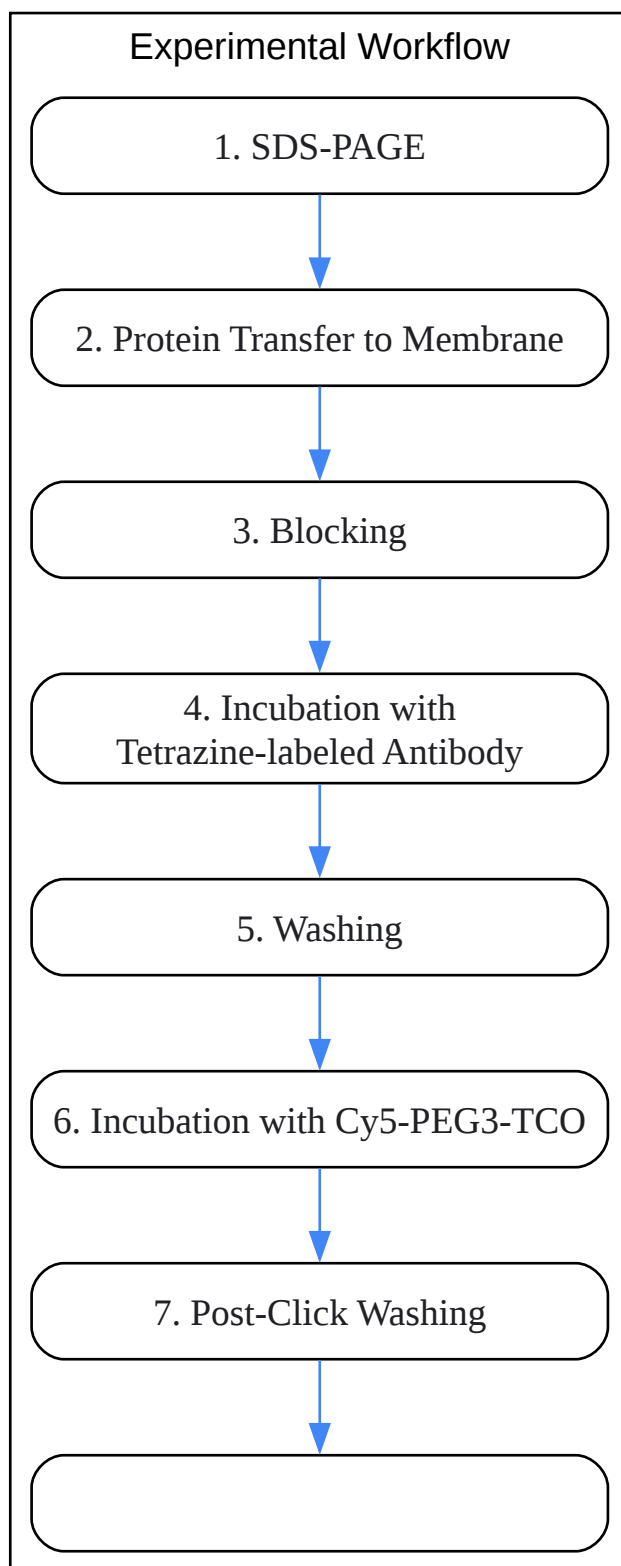 Experimental Workflow
1. SDS-PAGE
2. Protein Transfer to Membrane
3. Blocking
4. Incubation with
Tetrazine-labeled Antibody
5. Washing
6. Incubation with Cy5-PEG3-TCO
7. Post-Click Washing